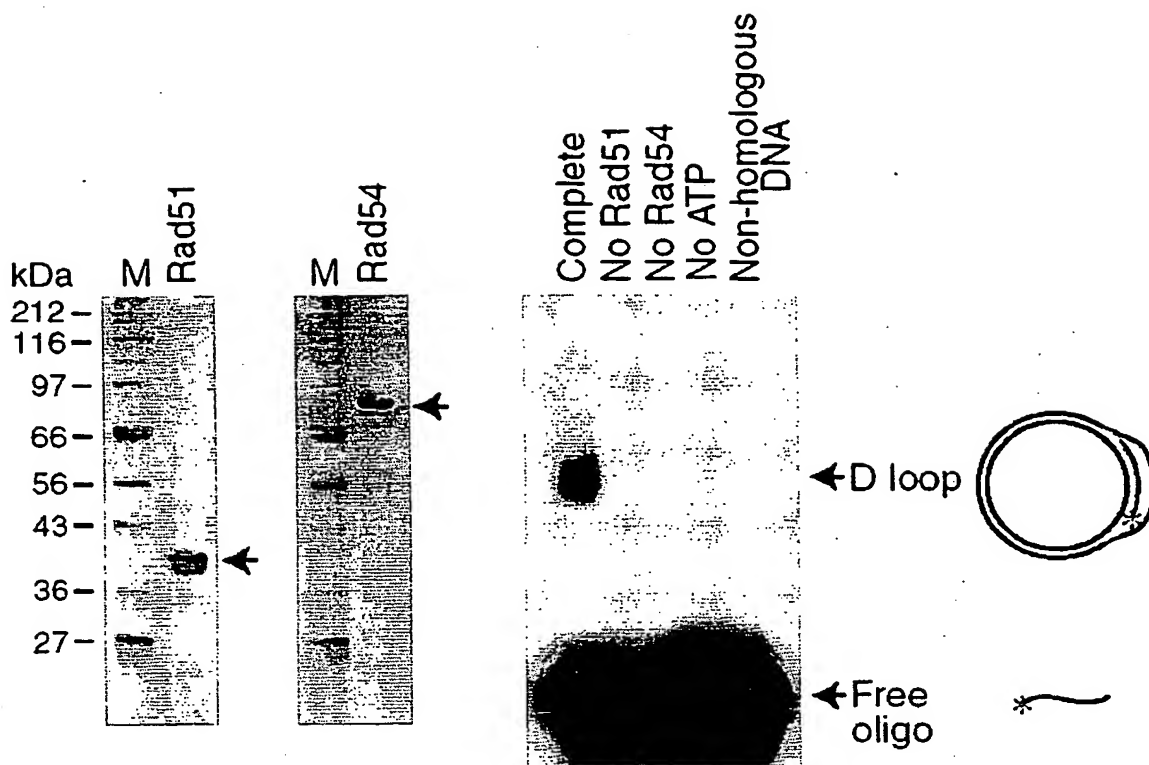 kDa
M
Rad51
212
116
97
66
56
43
36
27
M
Rad54
Complete
No Rad51
No Rad54
No ATP
Non-homologous
DNA
D loop
Free
oligo